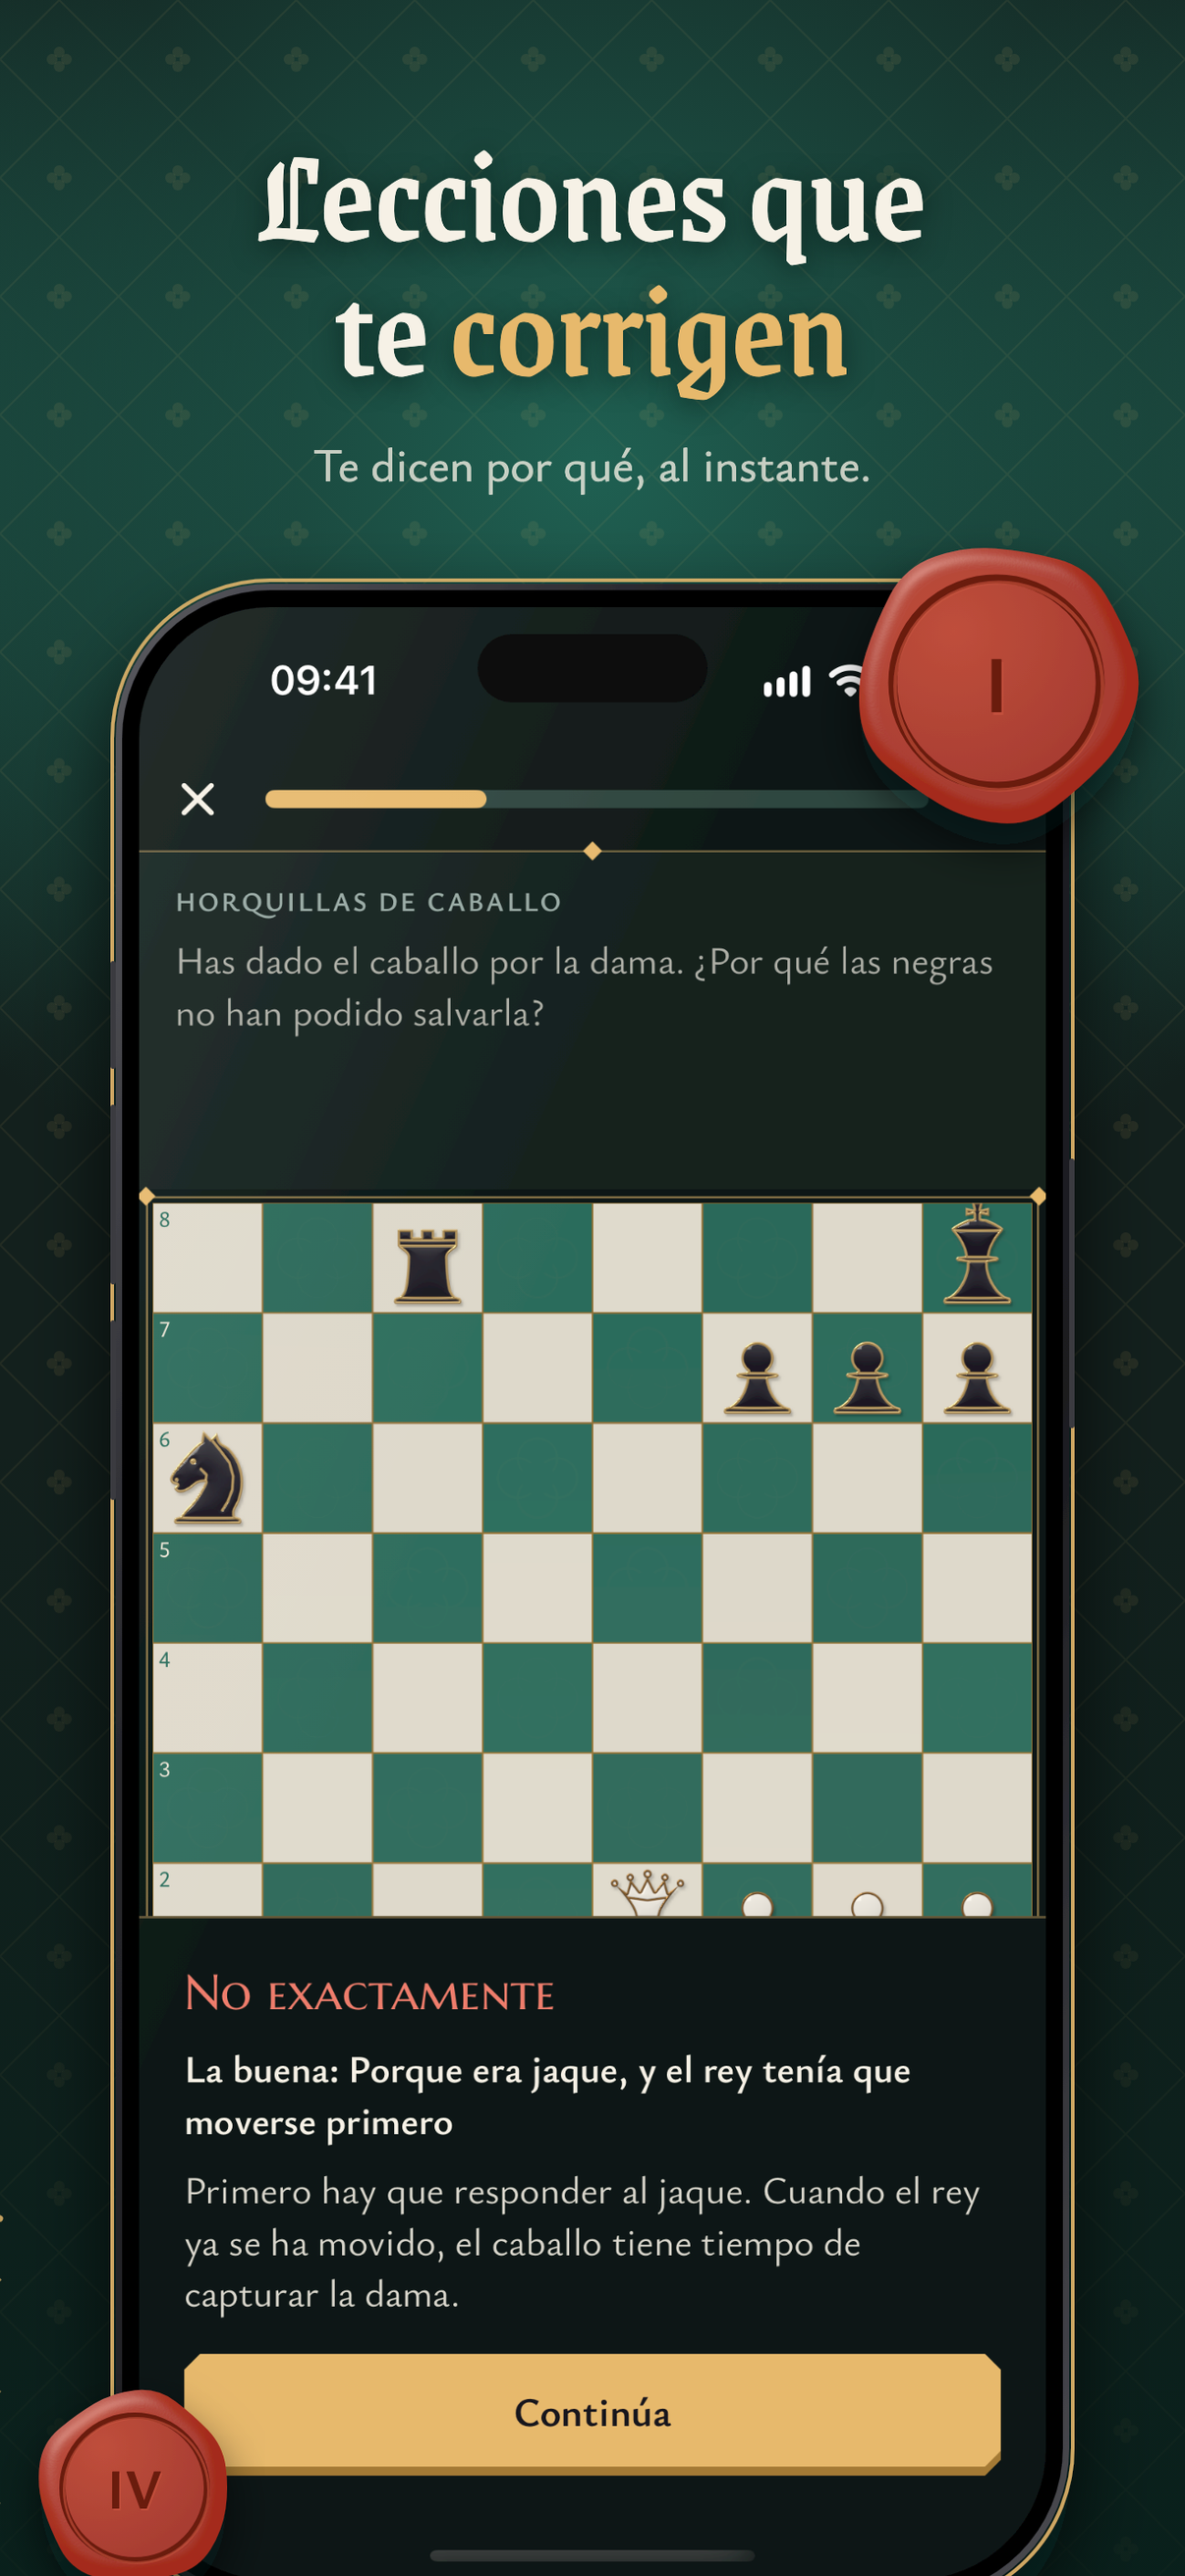 Lecciones que
te corrigen
Te dicen por qué, al instante.
09:41
I
HORQUILLAS DE CABALLO
Has dado el caballo por la dama. ¿Por qué las negras
no han podido salvarla?
8
7
6
5
4
3
2
No exactamente
La buena: Porque era jaque, y el rey tenía que
moverse primero
Primero hay que responder al jaque. Cuando el rey
ya se ha movido, el caballo tiene tiempo de
capturar la dama.
Continúa
IV